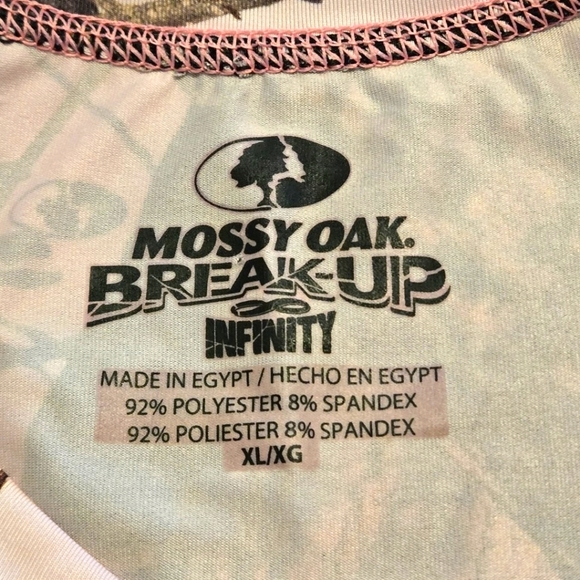 MOSSY OAK.
BREAK-UP
INFINITY
MADE IN EGYPT / HECHO EN EGYPT
92% POLYESTER 8% SPANDEX
92% POLIESTER 8% SPANDEX
XL/XG